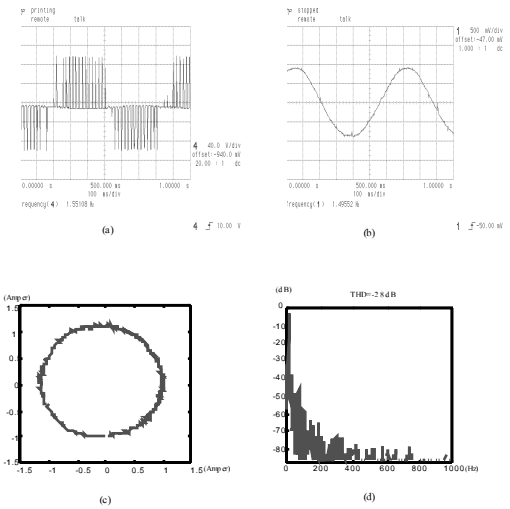 printing
remote talk
4 40.0 V/div
offset:-940.0 mV
20.00 : 1 dc
0.00000 s 500.000 ms 1.00000 s
100 ms/div
requency(4) 1.55108 Hz
4 10.00 V
(a)
stopped
remote talk
1 500 mV/div
offset:-47.00 mV
1.000 : 1 dc
0.00000 s 500.000 ms 1.00000 s
100 ms/div
requency(1) 1.49552 Hz
1 -50.00 mV
(b)
(Amper)
1.5
1
0.5
0
-0.5
-1
-1.5
-1.5 -1 -0.5 0 0.5 1 1.5 (Amper)
(c)
(dB)
THD=-28dB
0
-10
-20
-30
-40
-50
-60
-70
-80
0 200 400 600 800 1000 (Hz)
(d)